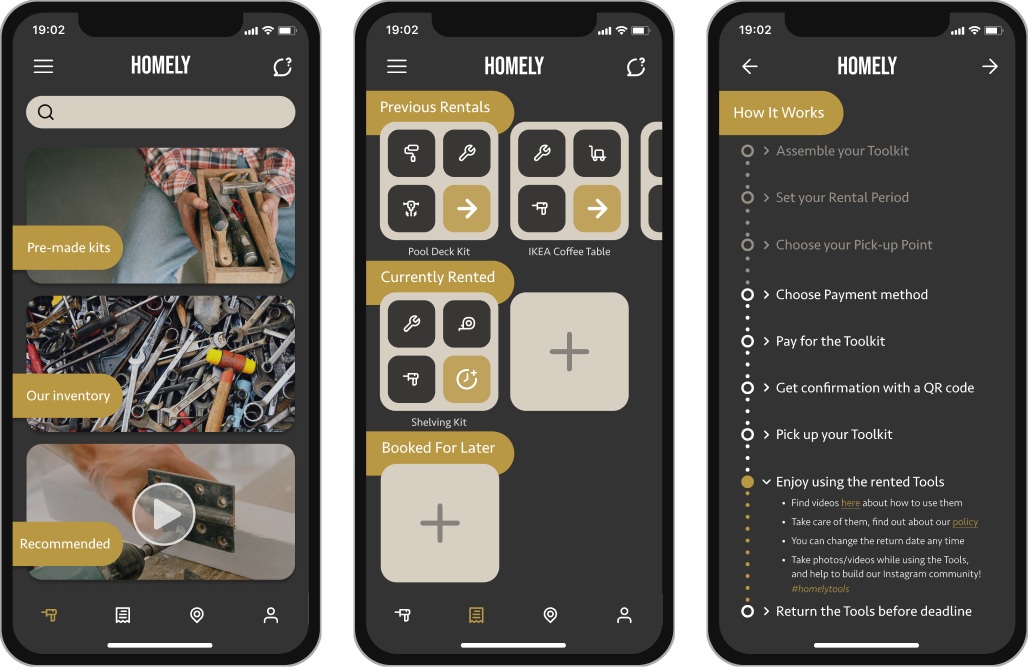 19:02
HOMELY
Pre-made kits
Our inventory
Recommended
19:02
HOMELY
Previous Rentals
Pool Deck Kit
IKEA Coffee Table
Currently Rented
Shelving Kit
Booked For Later
19:02
HOMELY
How It Works
Assemble your Toolkit
Set your Rental Period
Choose your Pick-up Point
Choose Payment method
Pay for the Toolkit
Get confirmation with a QR code
Pick up your Toolkit
Enjoy using the rented Tools
• Find videos here about how to use them
• Take care of them, find out about our policy
• You can change the return date any time
• Take photos/videos while using the Tools,
and help to build our Instagram community!
#homelytools
Return the Tools before deadline